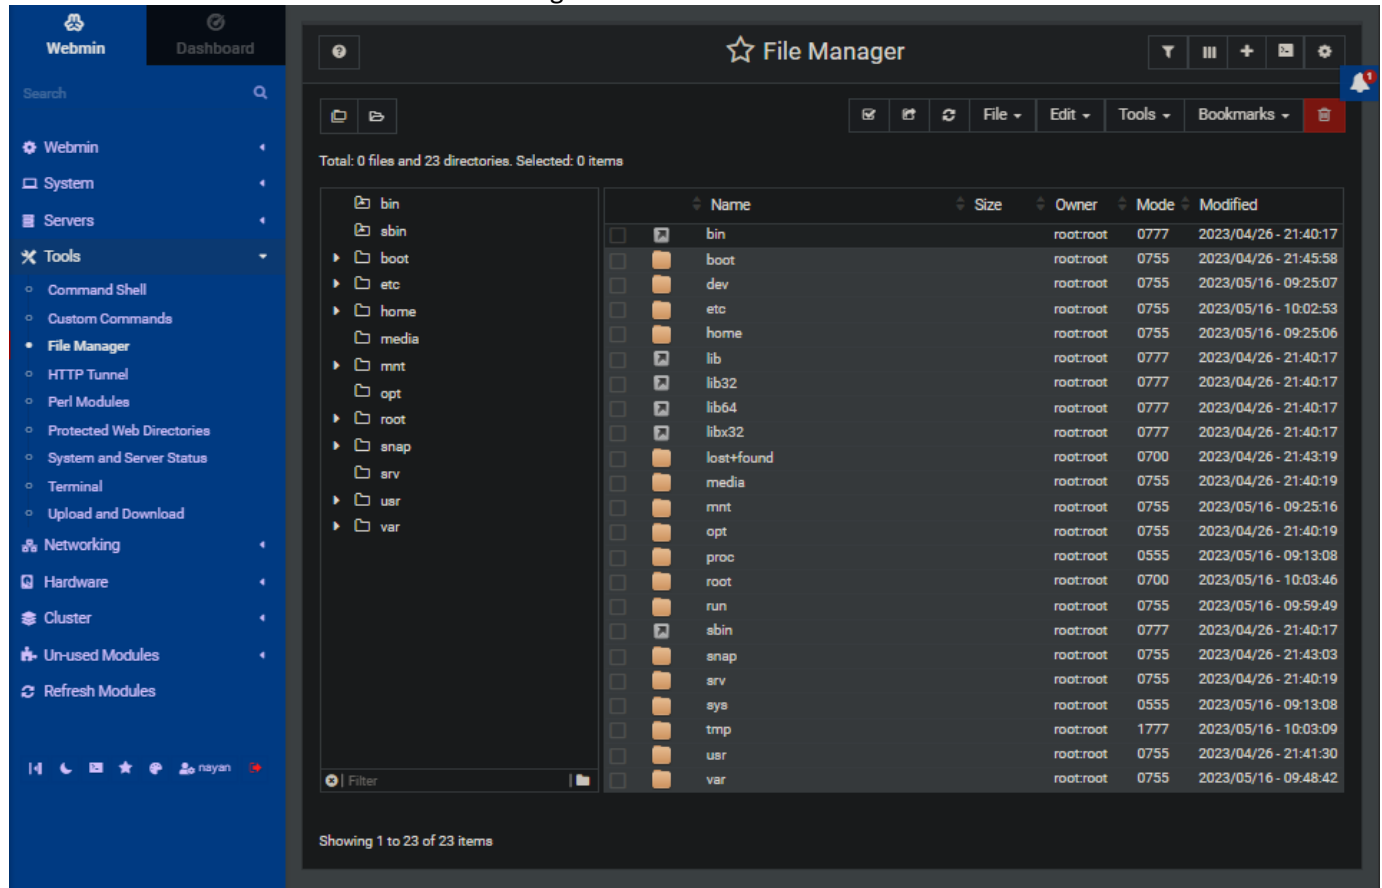 Webmin
Dashboard
Search
Webmin
System
Servers
Tools
Command Shell
Custom Commands
File Manager
HTTP Tunnel
Perl Modules
Protected Web Directories
System and Server Status
Terminal
Upload and Download
Networking
Hardware
Cluster
Un-used Modules
Refresh Modules
nayan
File Manager
1
File
Edit
Tools
Bookmarks
Total: 0 files and 23 directories. Selected: 0 items
bin
sbin
boot
etc
home
media
mnt
opt
root
snap
srv
usr
var
Filter
Name Size Owner Mode Modified
bin root:root 0777 2023/04/26 - 21:40:17
boot root:root 0755 2023/04/26 - 21:45:58
dev root:root 0755 2023/05/16 - 09:25:07
etc root:root 0755 2023/05/16 - 10:02:53
home root:root 0755 2023/05/16 - 09:25:06
lib root:root 0777 2023/04/26 - 21:40:17
lib32 root:root 0777 2023/04/26 - 21:40:17
lib64 root:root 0777 2023/04/26 - 21:40:17
libx32 root:root 0777 2023/04/26 - 21:40:17
lost+found root:root 0700 2023/04/26 - 21:43:19
media root:root 0755 2023/04/26 - 21:40:19
mnt root:root 0755 2023/05/16 - 09:25:16
opt root:root 0755 2023/04/26 - 21:40:19
proc root:root 0555 2023/05/16 - 09:13:08
root root:root 0700 2023/05/16 - 10:03:46
run root:root 0755 2023/05/16 - 09:59:49
sbin root:root 0777 2023/04/26 - 21:40:17
snap root:root 0755 2023/04/26 - 21:43:03
srv root:root 0755 2023/04/26 - 21:40:19
sys root:root 0555 2023/05/16 - 09:13:08
tmp root:root 1777 2023/05/16 - 10:03:09
usr root:root 0755 2023/04/26 - 21:41:30
var root:root 0755 2023/05/16 - 09:48:42
Showing 1 to 23 of 23 items